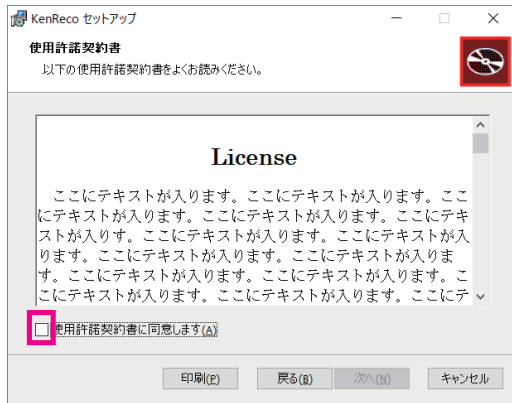 KenReco セットアップ
使用許諾契約書
以下の使用許諾契約書をよくお読みください。
License
ここにテキストが入ります。ここにテキストが入ります。ここ
にテキストが入ります。ここにテキストが入ります。ここにテキ
ストが入りす。ここにテキストが入ります。ここにテキストが入
ります。ここにテキストが入ります。ここにテキストが入りま
す。ここにテキストが入ります。ここにテキストが入ります。こ
こにテキストが入ります。ここにテキストが入ります。ここにテ
使用許諾契約書に同意します(A)
印刷(P) 戻る(B) 次へ(N) キャンセル